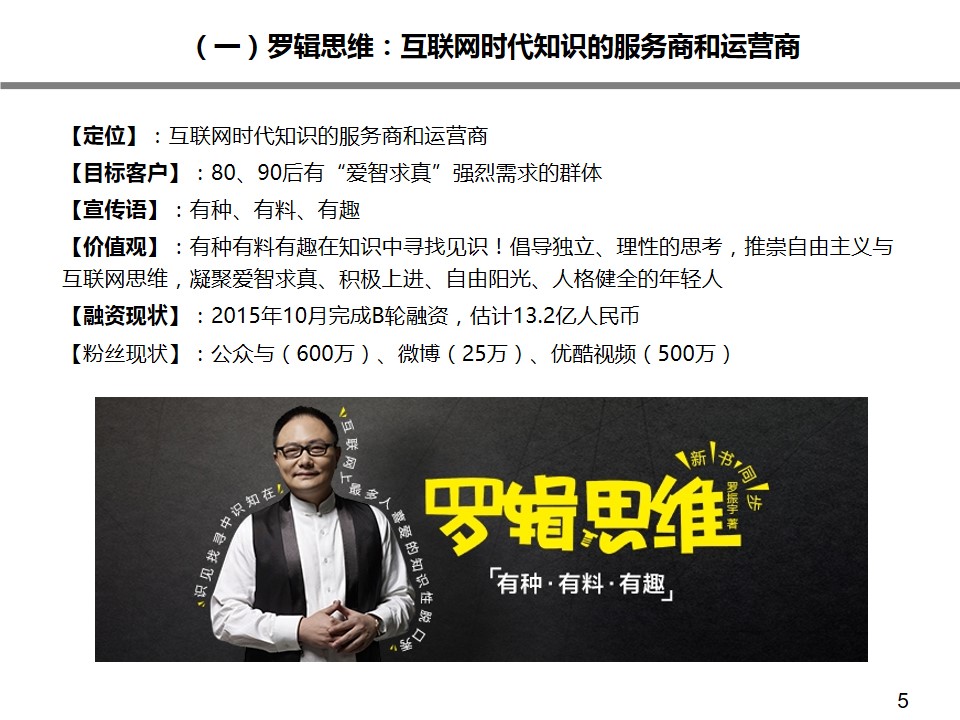 （一）罗辑思维：互联网时代知识的服务商和运营商
【定位】：互联网时代知识的服务商和运营商
【目标客户】：80、90后有“爱智求真”强烈需求的群体
【宣传语】：有种、有料、有趣
【价值观】：有种有料有趣在知识中寻找见识！倡导独立、理性的思考，推崇自由主义与
互联网思维，凝聚爱智求真、积极上进、自由阳光、人格健全的年轻人
【融资现状】：2015年10月完成B轮融资，估计13.2亿人民币
【粉丝现状】：公众与（600万）、微博（25万）、优酷视频（500万）
在知识中寻找见识
互联网上最多人喜爱的知识性脱口秀
罗辑思维
新书同步
罗振宇 著
「有种·有料·有趣」
5